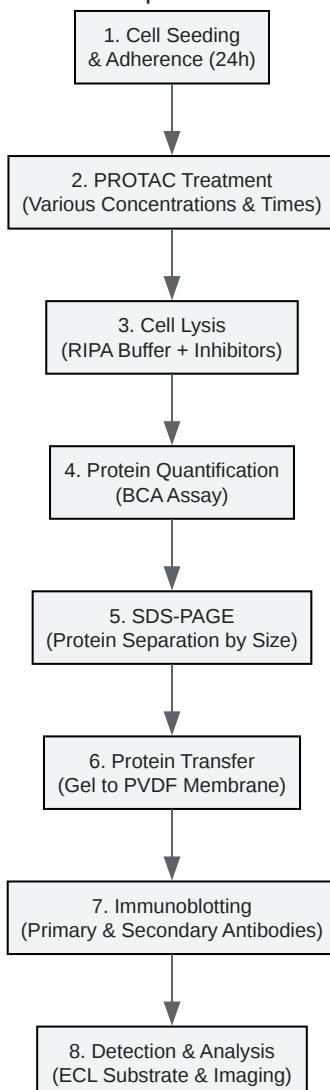 1. Cell Seeding
& Adherence (24h)
2. PROTAC Treatment
(Various Concentrations & Times)
3. Cell Lysis
(RIPA Buffer + Inhibitors)
4. Protein Quantification
(BCA Assay)
5. SDS-PAGE
(Protein Separation by Size)
6. Protein Transfer
(Gel to PVDF Membrane)
7. Immunoblotting
(Primary & Secondary Antibodies)
8. Detection & Analysis
(ECL Substrate & Imaging)